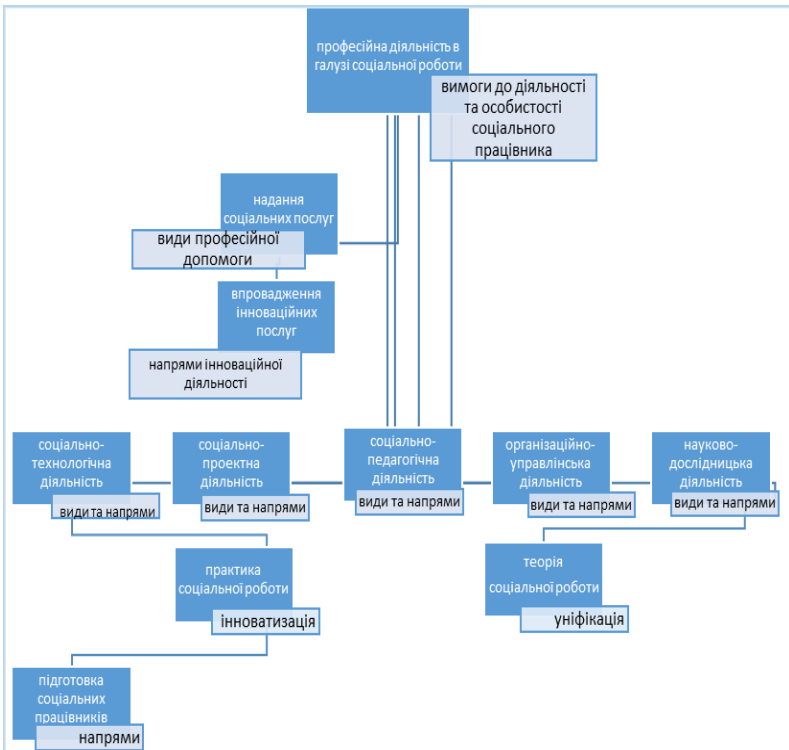 професійна діяльність в
галузі соціальної роботи
вимоги до діяльності
та особистості
соціального
працівника
надання
соціальних послуг
види професійної
допомоги
впровадження
інноваційних
послуг
напрями інноваційної
діяльності
соціально-
технологічна
діяльність
види та напрями
соціально-
проектна
діяльність
види та напрями
соціально-
педагогічна
діяльність
види та напрями
організаційно-
управлінська
діяльність
види та напрями
науково-
дослідницька
діяльність
види та напрями
практика
соціальної роботи
інноватизація
теорія
соціальної роботи
уніфікація
підготовка
соціальних
працівників
напрями